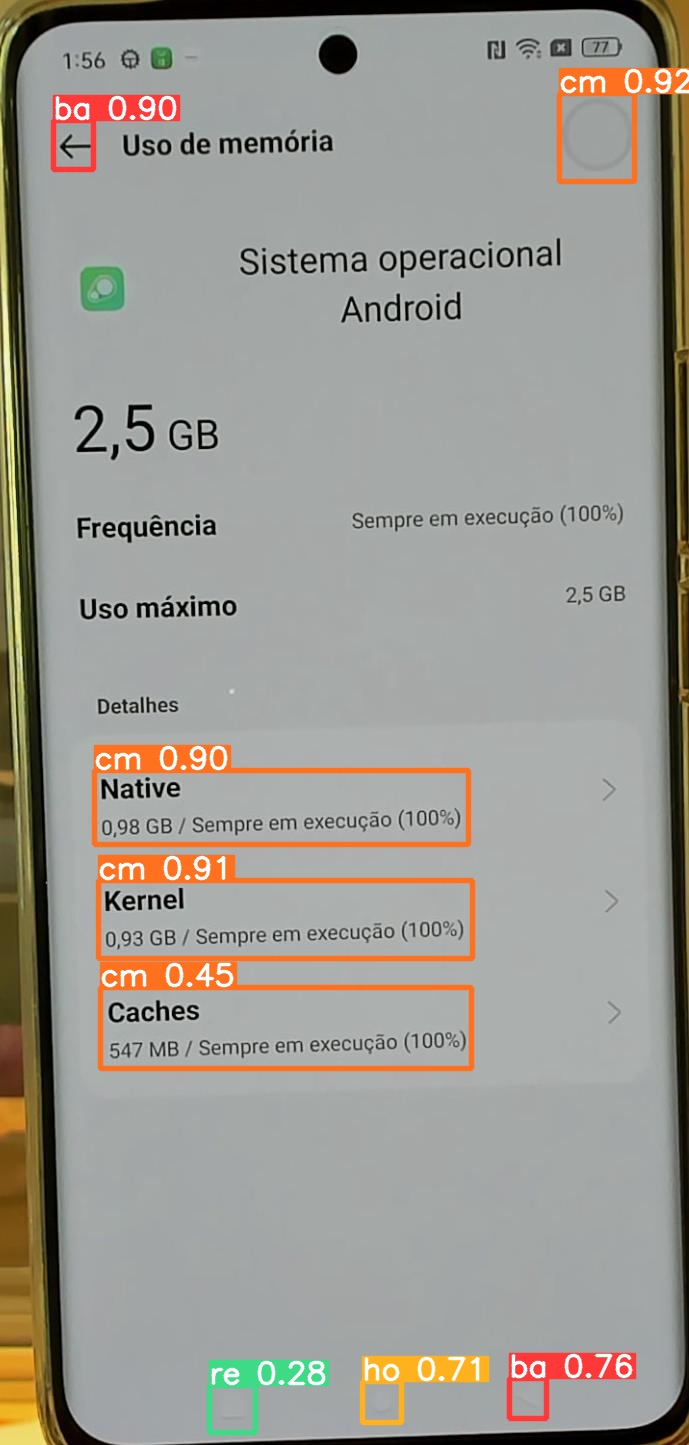 1:56
77
cm 0.92
ba 0.90
Uso de memória
Sistema operacional
Android
2,5 GB
Frequência
Sempre em execução (100%)
Uso máximo
2,5 GB
Detalhes
cm 0.90
Native
0,98 GB / Sempre em execução (100%)
cm 0.91
Kernel
0,93 GB / Sempre em execução (100%)
cm 0.45
Caches
547 MB / Sempre em execução (100%)
re 0.28
ho 0.71
ba 0.76